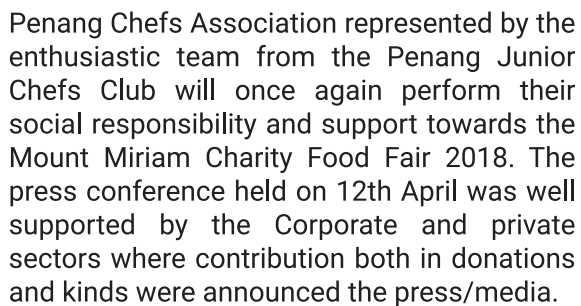 Penang Chefs Association represented by the
enthusiastic team from the Penang Junior
Chefs Club will once again perform their
social responsibility and support towards the
Mount Miriam Charity Food Fair 2018. The
press conference held on 12th April was well
supported by the Corporate and private
sectors where contribution both in donations
and kinds were announced the press/media.